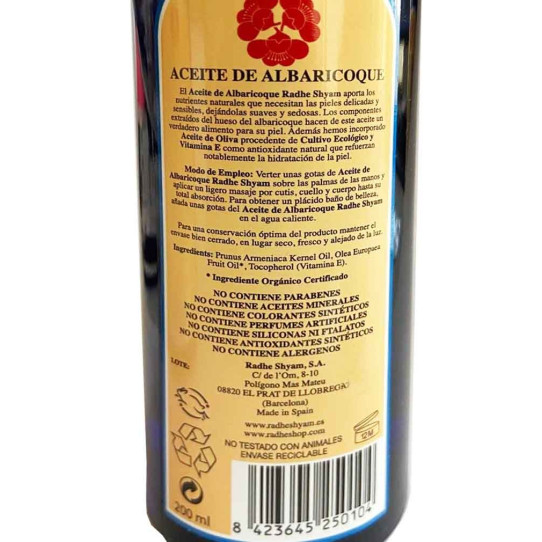 ACEITE DE ALBARICOQUE
El Aceite de Albaricoque Radhe Shyam aporta los
nutrientes naturales que necesitan las pieles delicadas y
sensibles, dejándolas suaves y sedosas. Los componentes
extraídos del hueso del albaricoque hacen de este aceite un
verdadero alimento para su piel. Además hemos incorporado
Aceite de Oliva procedente de Cultivo Ecológico y
Vitamina E como antioxidante natural que refuerzan
notablemente la hidratación de la piel.
Modo de Empleo: Verter unas gotas de Aceite de
Albaricoque Radhe Shyam sobre las palmas de las manos y
aplicar un ligero masaje por cutis, cuello y cuerpo hasta su
total absorción. Para obtener un plácido baño de belleza,
añada unas gotas del Aceite de Albaricoque Radhe Shyam
en el agua caliente.
Para una conservación óptima del producto mantener el
envase bien cerrado, en lugar seco, fresco y alejado de la luz.
Ingredients: Prunus Armeniaca Kernel Oil, Olea Europaea
Fruit Oil*, Tocopherol (Vitamina E).
* Ingrediente Orgánico Certificado
NO CONTIENE PARABENES
NO CONTIENE ACEITES MINERALES
NO CONTIENE COLORANTES SINTÉTICOS
NO CONTIENE PERFUMES ARTIFICIALES
NO CONTIENE SILICONAS NI FTALATOS
NO CONTIENE ANTIOXIDANTES SINTÉTICOS
NO CONTIENE ALERGENOS
LOTE:
Radhe Shyam, S.A.
C/ de l'Om, 8-10
Polígono Mas Mateu
08820 EL PRAT DE LLOBREGAT
(Barcelona)
Made in Spain
www.radheshyam.es
www.radheshop.com
12M
NO TESTADO CON ANIMALES
ENVASE RECICLABLE
200 ml
8 423645 250104